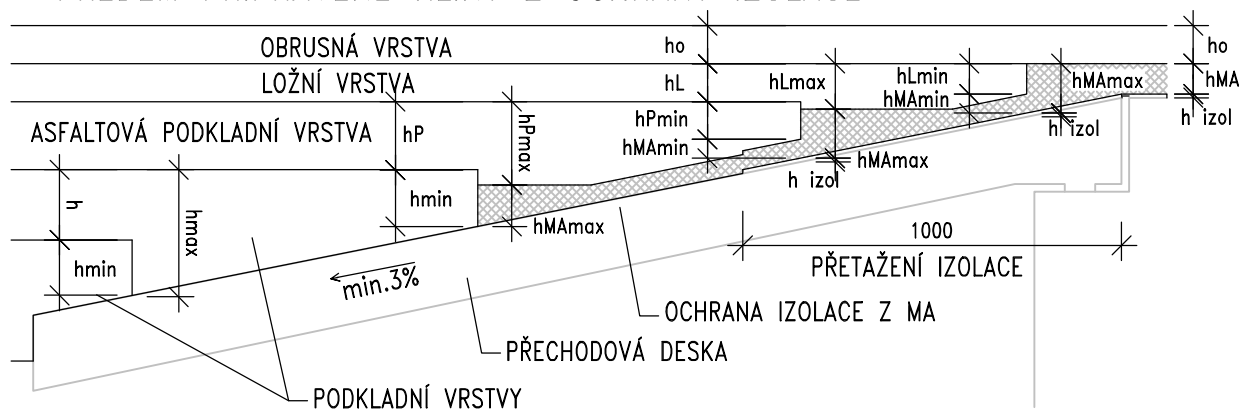 OBRUSNÁ VRSTVA
ho
ho
LOŽNÍ VRSTVA
hL
hLmax
hLmin
hMAmax
hMA
hMAmin
ASFALTOVÁ PODKLADNÍ VRSTVA
hP
hPmax
hPmin
h izol
h izol
hMAmin
hMAmax
h izol
h
hmax
hmin
hMAmax
hmin
min.3%
1000
PŘETAŽENÍ IZOLACE
OCHRANA IZOLACE Z MA
PŘECHODOVÁ DESKA
PODKLADNÍ VRSTVY